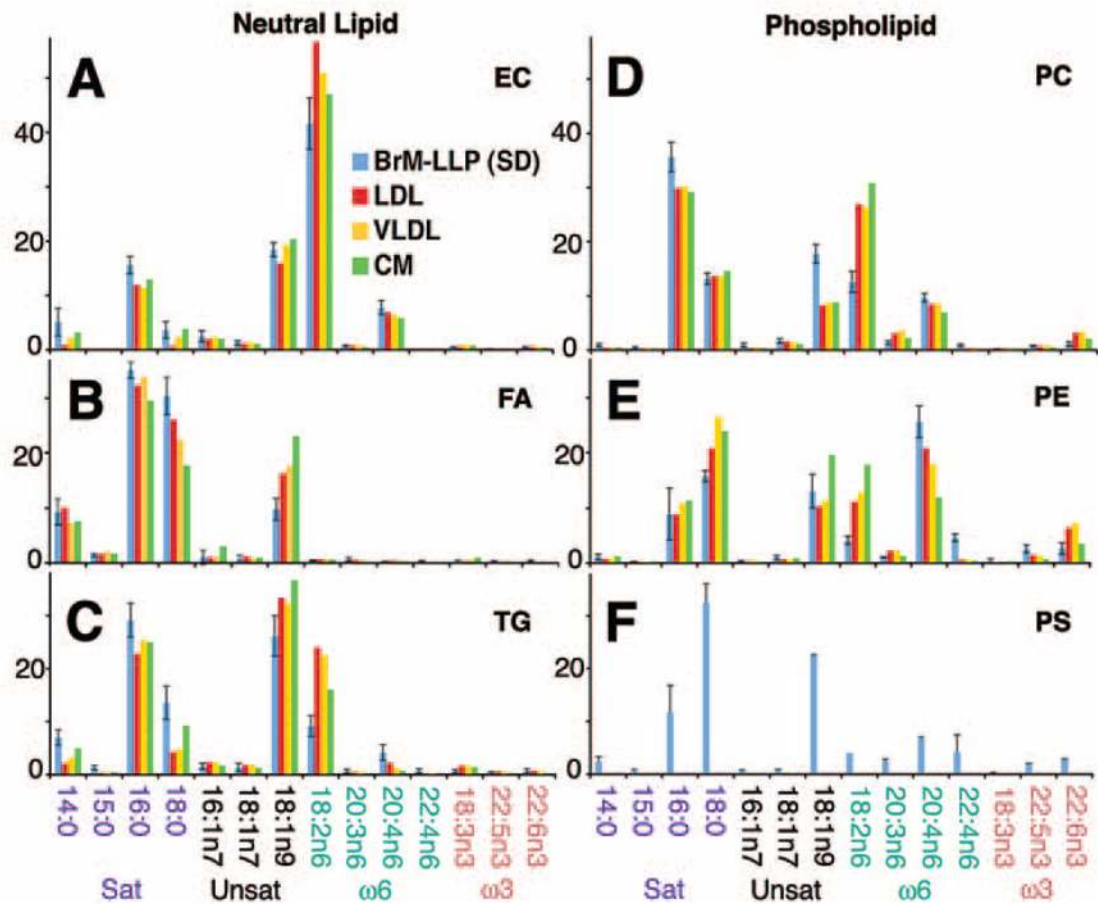 Neutral Lipid
Phospholipid
A
EC
40
20
0
BrM-LLP (SD)
LDL
VLDL
CM
D
PC
40
20
0
B
FA
20
0
E
PE
20
0
C
TG
20
0
F
PS
20
0
14:0
15:0
16:0
18:0
16:1n7
18:1n7
18:1n9
18:2n6
20:3n6
20:4n6
22:4n6
18:3n3
22:5n3
22:6n3
Sat
Unsat
ω6
ω3
14:0
15:0
16:0
18:0
16:1n7
18:1n7
18:1n9
18:2n6
20:3n6
20:4n6
22:4n6
18:3n3
22:5n3
22:6n3
Sat
Unsat
ω6
ω3